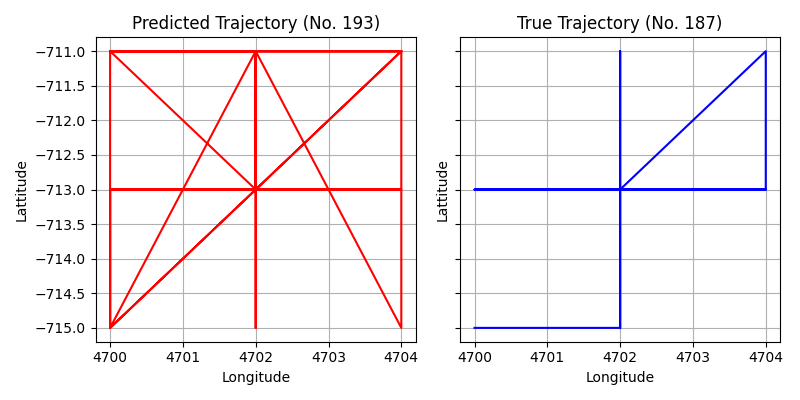 Predicted Trajectory (No. 193)
True Trajectory (No. 187)
Lattitude
−711.0
−711.5
−712.0
−712.5
−713.0
−713.5
−714.0
−714.5
−715.0
4700 4701 4702 4703 4704
Longitude
Lattitude
4700 4701 4702 4703 4704
Longitude